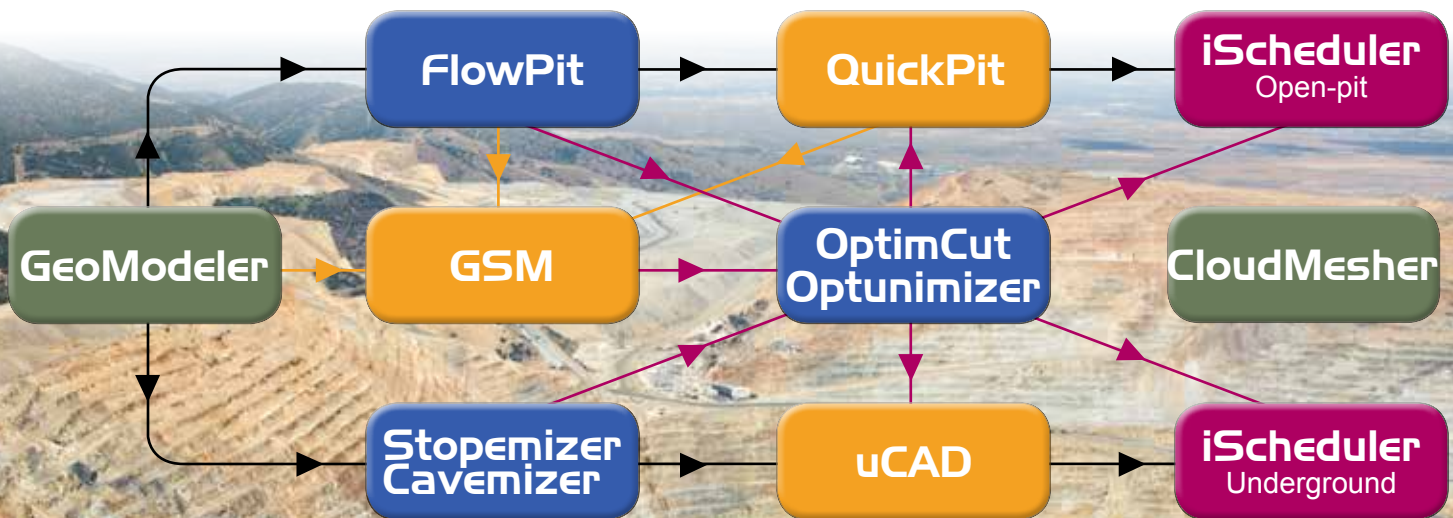 FlowPit
QuickPit
iScheduler
Open-pit
GeoModeler
GSM
OptimCut
Optunimizer
CloudMesher
Stopemizer
Cavemizer
uCAD
iScheduler
Underground